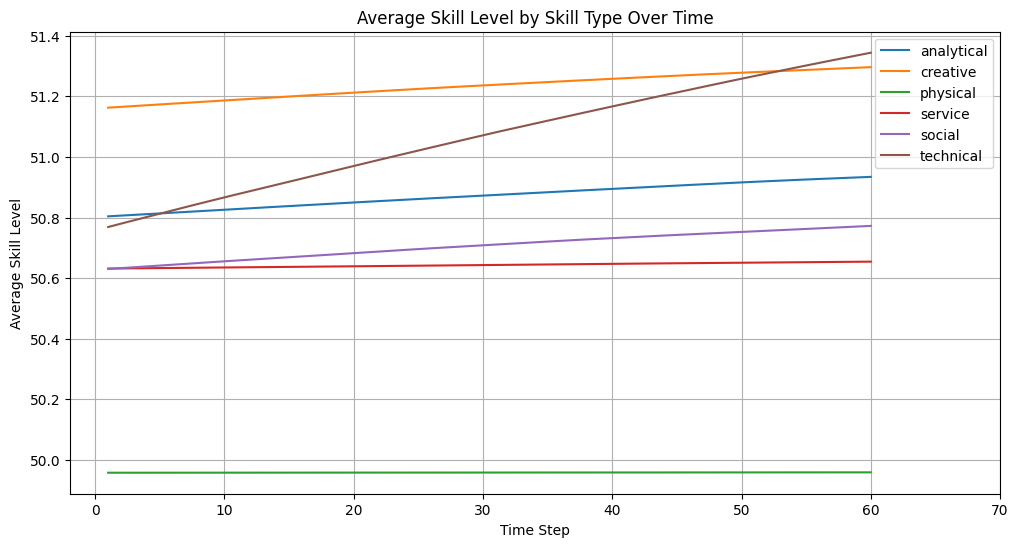 Average Skill Level by Skill Type Over Time
Average Skill Level
51.4
51.2
51.0
50.8
50.6
50.4
50.2
50.0
analytical
creative
physical
service
social
technical
0 10 20 30 40 50 60 70
Time Step